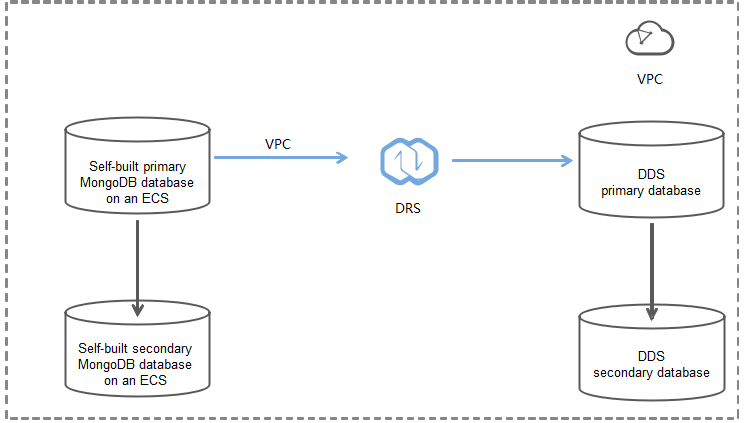 VPC
Self-built primary
MongoDB database
on an ECS
VPC
DRS
DDS
primary database
Self-built secondary
MongoDB database
on an ECS
DDS
secondary database